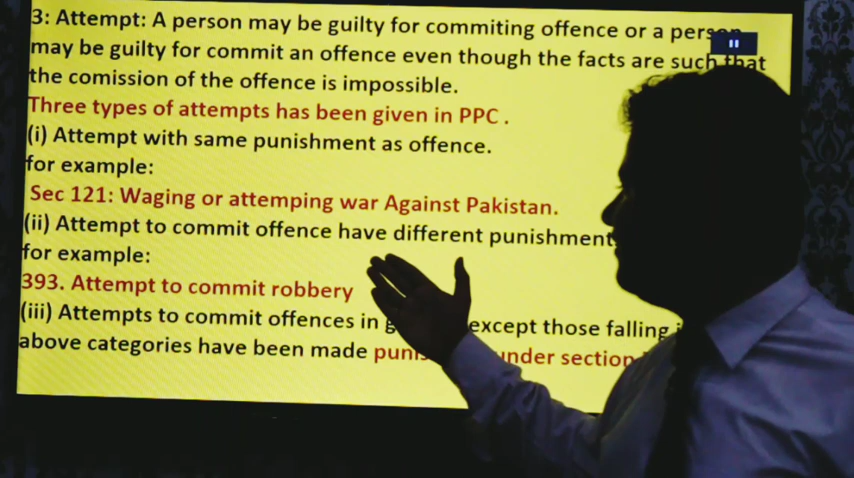 3: Attempt: A person may be guilty for commiting offence or a person
may be guilty for commit an offence even though the facts are such that
the comission of the offence is impossible.
Three types of attempts has been given in PPC .
(i) Attempt with same punishment as offence.
for example:
Sec 121: Waging or attemping war Against Pakistan.
(ii) Attempt to commit offence have different punishment
for example:
393. Attempt to commit robbery
(iii) Attempts to commit offences in except those falling
above categories have been made under section